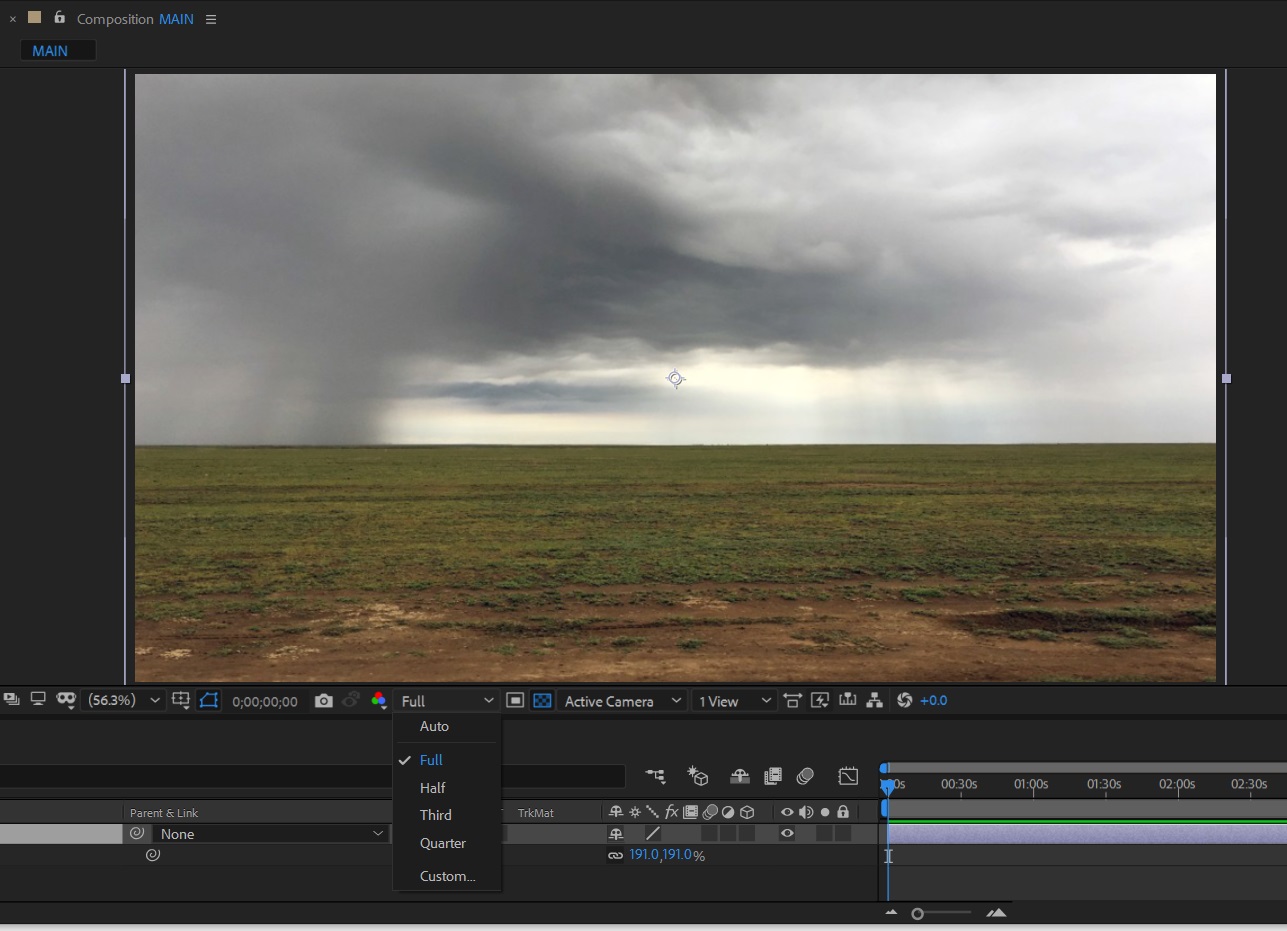 Composition MAIN
MAIN
(56.3%)
0;00;00;00
Full
Active Camera
1 View
+0.0
Auto
Full
Half
Third
Quarter
Custom...
00s
00:30s
01:00s
01:30s
02:00s
02:30s
Parent & Link
TrkMat
fx
None
191.0,191.0%